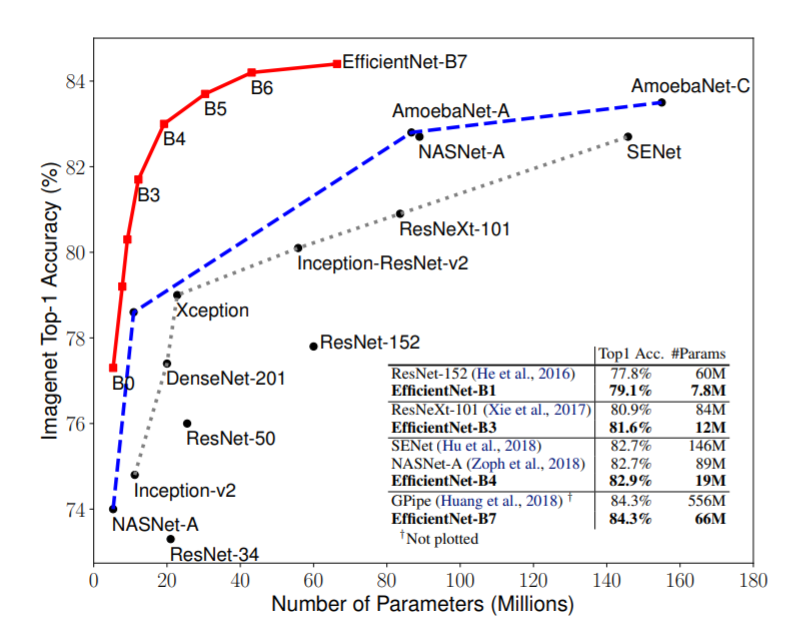 84
82
80
78
76
74
Imagenet Top-1 Accuracy (%)
EfficientNet-B7
B6
B5
B4
B3
B0
AmoebaNet-C
AmoebaNet-A
NASNet-A
SENet
ResNeXt-101
Inception-ResNet-v2
Xception
ResNet-152
DenseNet-201
ResNet-50
Inception-v2
NASNet-A
ResNet-34
Top1 Acc. #Params
ResNet-152 (He et al., 2016) 77.8% 60M
EfficientNet-B1 79.1% 7.8M
ResNeXt-101 (Xie et al., 2017) 80.9% 84M
EfficientNet-B3 81.6% 12M
SENet (Hu et al., 2018) 82.7% 146M
NASNet-A (Zoph et al., 2018) 82.7% 89M
EfficientNet-B4 82.9% 19M
GPipe (Huang et al., 2018) † 84.3% 556M
EfficientNet-B7 84.3% 66M
†Not plotted
0 20 40 60 80 100 120 140 160 180
Number of Parameters (Millions)